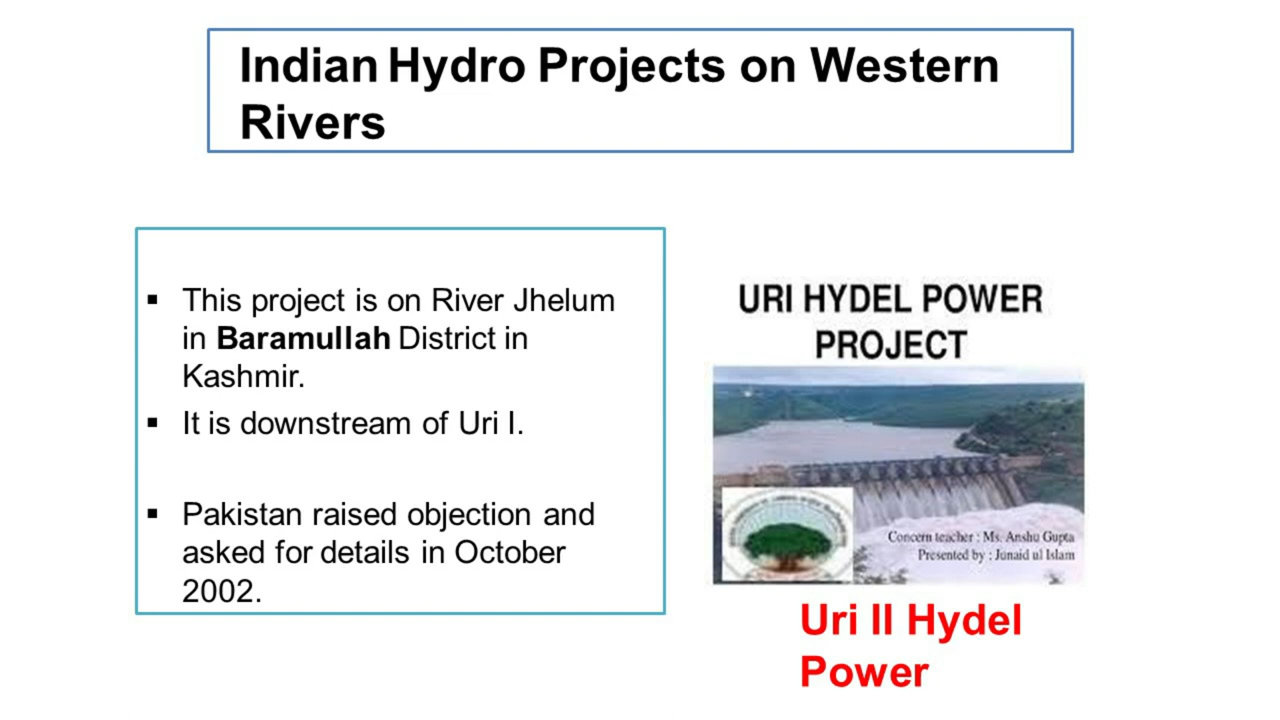 Indian Hydro Projects on Western
Rivers
▪ This project is on River Jhelum
in Baramullah District in
Kashmir.
▪ It is downstream of Uri I.
▪ Pakistan raised objection and
asked for details in October
2002.
URI HYDEL POWER
PROJECT
Concern teacher : Ms. Anshu Gupta
Presented by : Junaid ul Islam
Uri II Hydel
Power